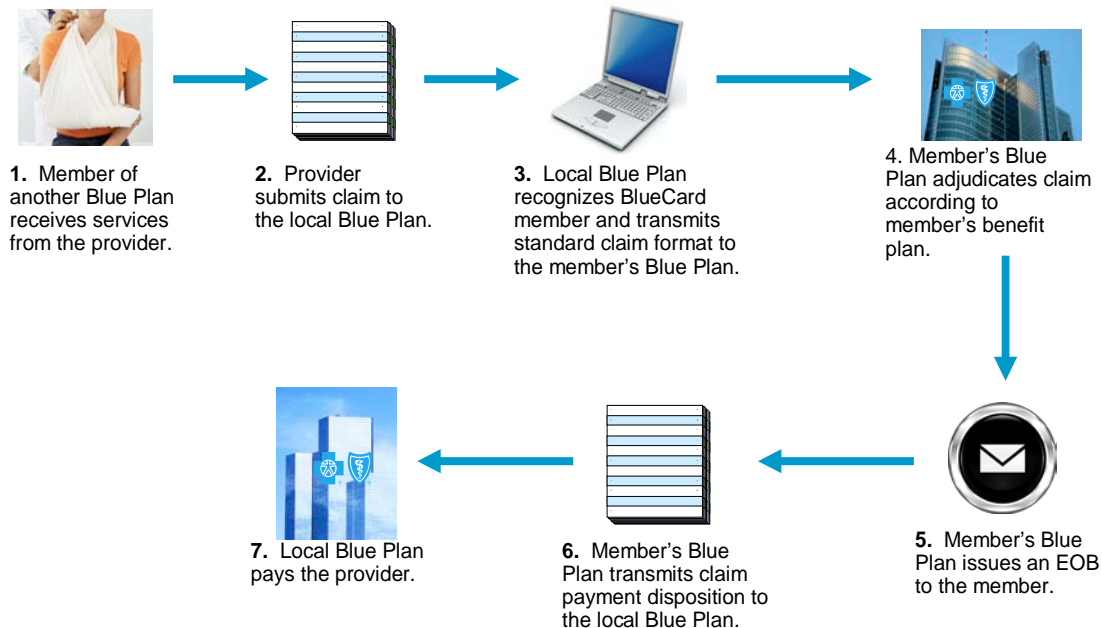 1. Member of
another Blue Plan
receives services
from the provider.
2. Provider
submits claim to
the local Blue Plan.
3. Local Blue Plan
recognizes BlueCard
member and transmits
standard claim format to
the member's Blue Plan.
4. Member's Blue
Plan adjudicates claim
according to
member's benefit
plan.
5. Member's Blue
Plan issues an EOB
to the member.
6. Member's Blue
Plan transmits claim
payment disposition to
the local Blue Plan.
7. Local Blue Plan
pays the provider.